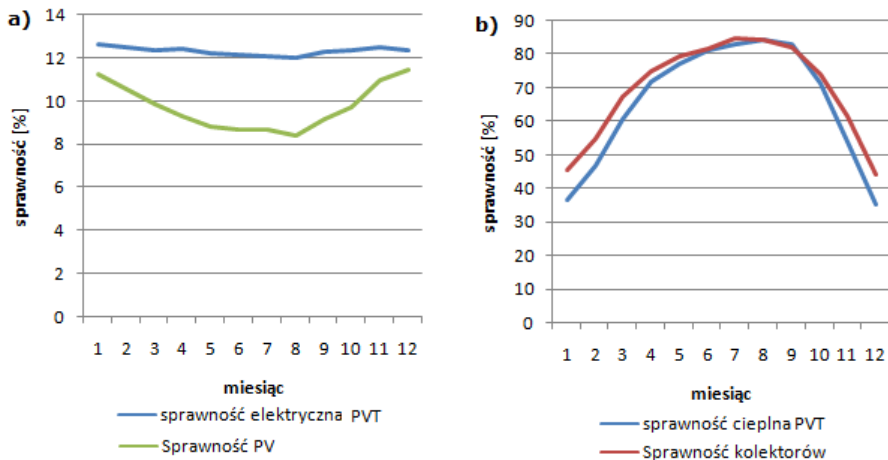 a)
14
12
10
8
6
4
2
0
sprawność [%]
1 2 3 4 5 6 7 8 9 10 11 12
miesiąc
sprawność elektryczna PVT
Sprawność PV
b)
90
80
70
60
50
40
30
20
10
0
sprawność [%]
1 2 3 4 5 6 7 8 9 10 11 12
miesiąc
sprawność cieplna PVT
Sprawność kolektorów